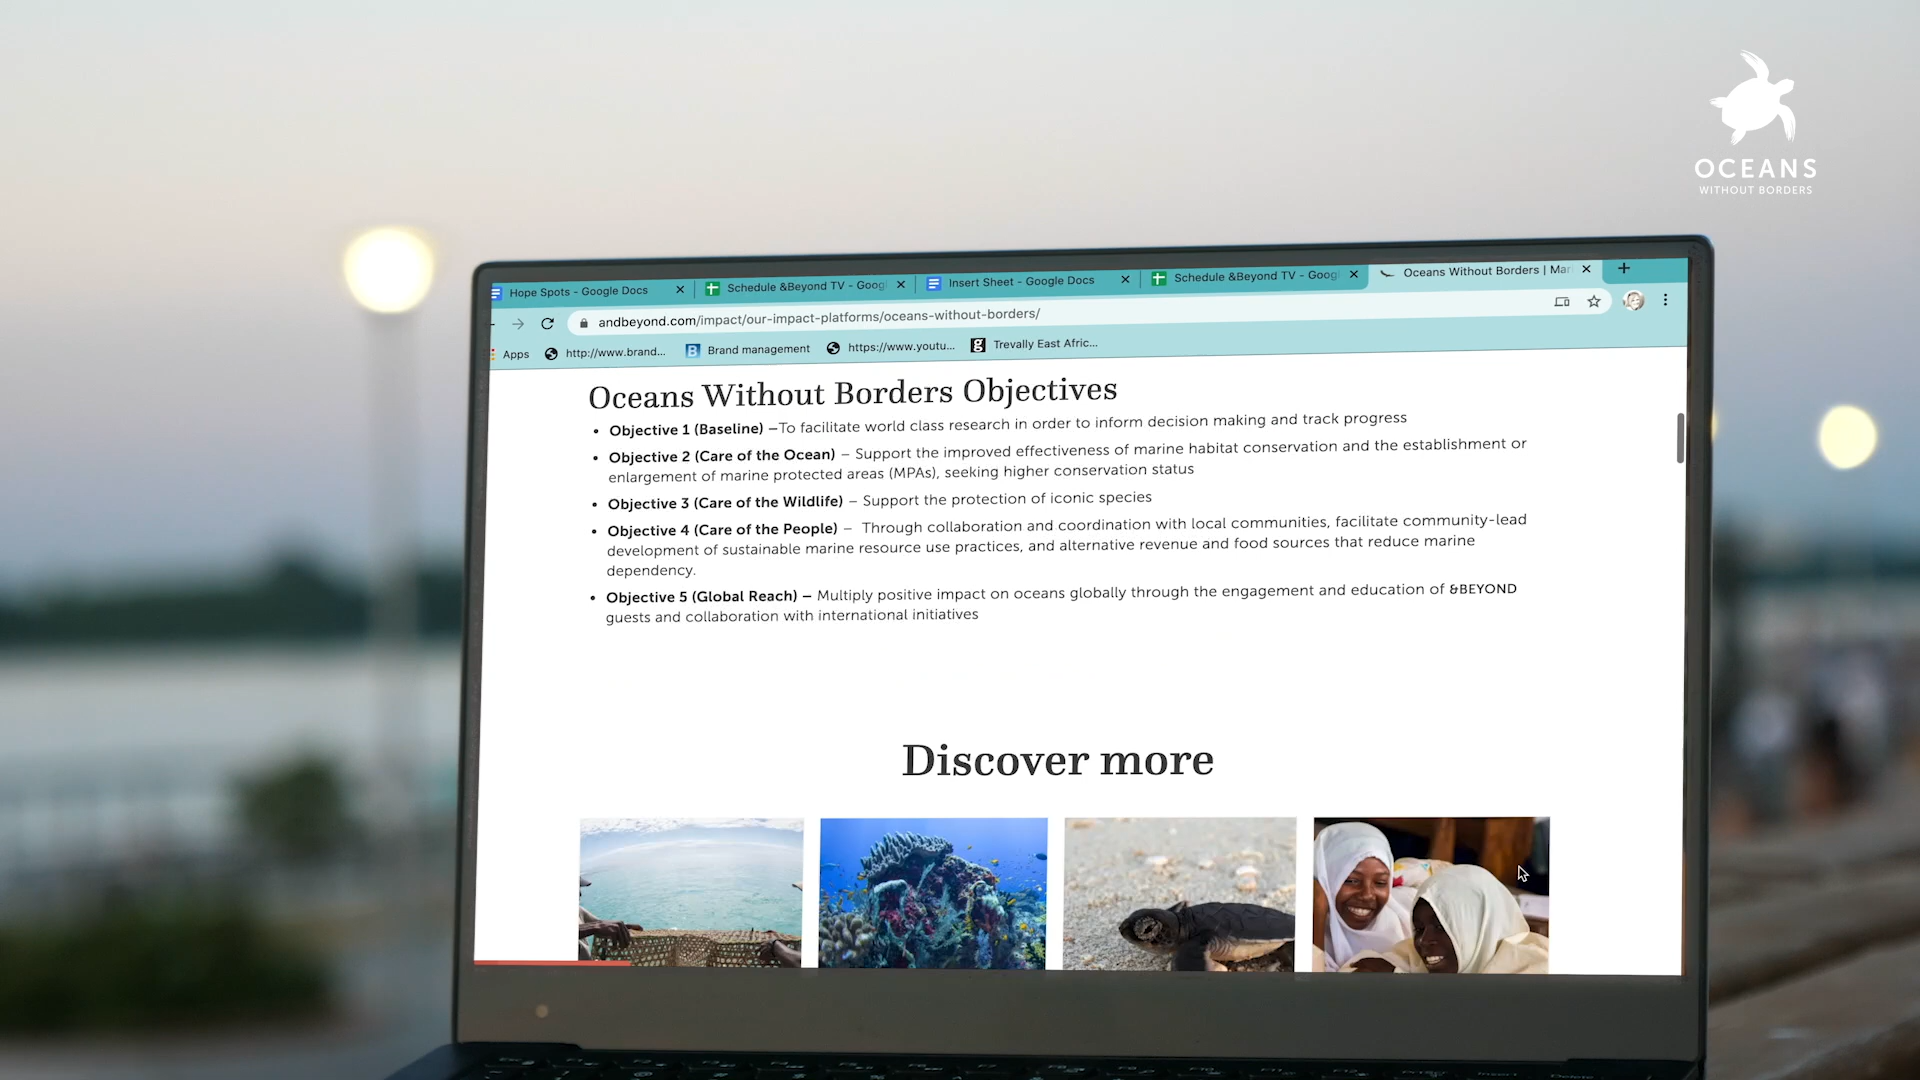 OCEANS
WITHOUT BORDERS
Hope Spots - Google Docs
Schedule &Beyond TV - Goog
Insert Sheet - Google Docs
Schedule &Beyond TV - Goog
Oceans Without Borders | Mar
andbeyond.com/impact/our-impact-platforms/oceans-without-borders/
Apps
http://www.brand...
Brand management
https://www.youtu...
Trevally East Afric...
Oceans Without Borders Objectives
• Objective 1 (Baseline) –To facilitate world class research in order to inform decision making and track progress
• Objective 2 (Care of the Ocean) – Support the improved effectiveness of marine habitat conservation and the establishment or
enlargement of marine protected areas (MPAs), seeking higher conservation status
• Objective 3 (Care of the Wildlife) – Support the protection of iconic species
• Objective 4 (Care of the People) – Through collaboration and coordination with local communities, facilitate community-lead
development of sustainable marine resource use practices, and alternative revenue and food sources that reduce marine
dependency.
• Objective 5 (Global Reach) – Multiply positive impact on oceans globally through the engagement and education of &BEYOND
guests and collaboration with international initiatives
Discover more